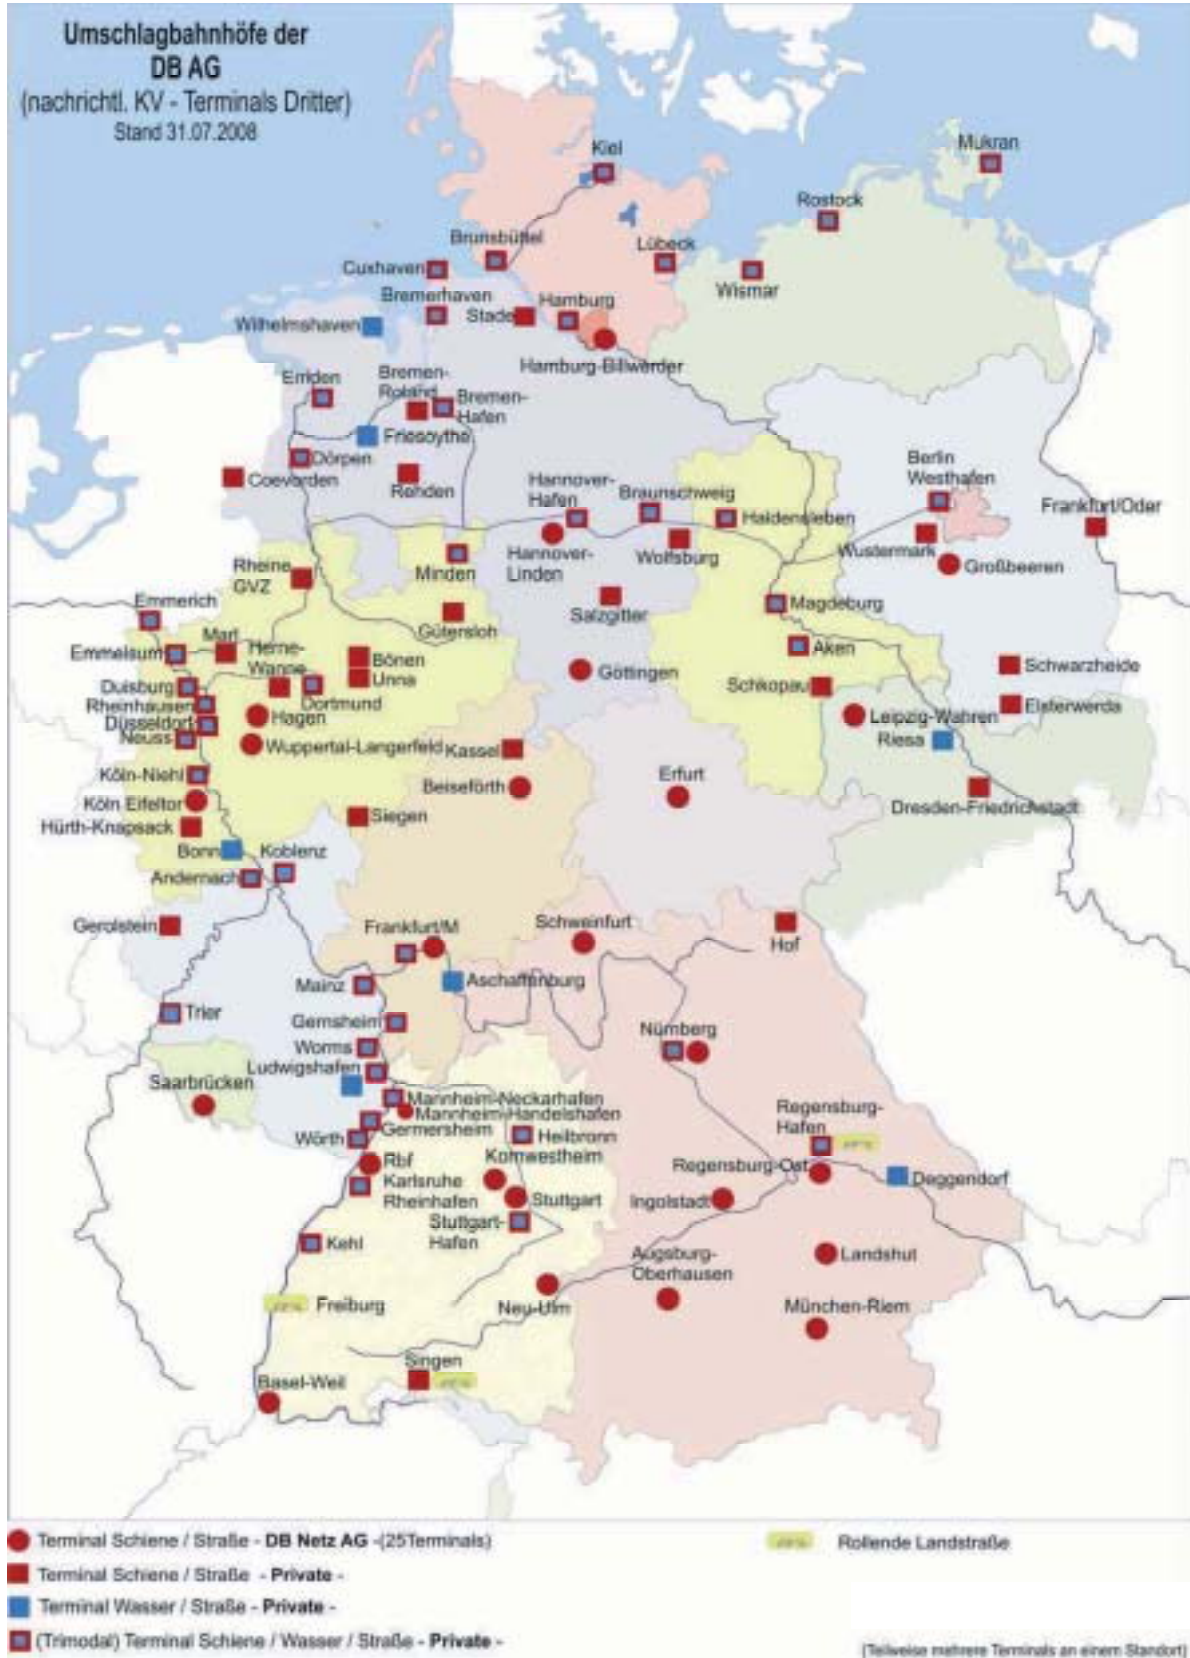 Umschlagbahnhöfe der
DB AG
(nachrichtl. KV - Terminals Dritter)
Stand 31.07.2008
Kiel
Mukran
Rostock
Brunsbüttel
Lübeck
Cuxhaven
Wismar
Bremerhaven
Hamburg
Stade
Wilhelmshaven
Hamburg-Billwerder
Emden
Bremen-
Roland
Bremen-
Hafen
Friesoythe
Dörpen
Coevorden
Rehden
Hannover-
Hafen
Braunschweig
Haldensleben
Berlin
Westhafen
Frankfurt/Oder
Hannover-
Linden
Wolfsburg
Wustermark
Großbeeren
Rheine
GVZ
Minden
Salzgitter
Magdeburg
Emmerich
Gütersloh
Marl
Herne-
Wanne
Emmelsum
Bönen
Unna
Aken
Göttingen
Schwarzheide
Duisburg
Schkopau
Rheinhausen
Dortmund
Elsterwerda
Düsseldorf
Hagen
Leipzig-Wahren
Neuss
Wuppertal-Langerfeld
Kassel
Riesa
Köln-Niehl
Beiseförth
Erfurt
Köln Eifeltor
Dresden-Friedrichstadt
Hürth-Knapsack
Siegen
Bonn
Koblenz
Andernach
Gerolstein
Frankfurt/M
Schweinfurt
Hof
Mainz
Aschaffenburg
Trier
Gernsheim
Nürnberg
Worms
Ludwigshafen
Saarbrücken
Mannheim-Neckarhafen
Mannheim-Handelshafen
Regensburg-
Hafen
Germersheim
Wörth
Heilbronn
Kornwestheim
Rbf
Karlsruhe
Rheinhafen
Regensburg-Ost
Deggendorf
Stuttgart
Ingolstadt
Stuttgart-
Hafen
Kehl
Augsburg-
Oberhausen
Landshut
Freiburg
Neu-Ulm
München-Riem
Singen
Basel-Weil
Terminal Schiene / Straße - DB Netz AG -(25Terminals)
Rollende Landstraße
Terminal Schiene / Straße - Private -
Terminal Wasser / Straße - Private -
(Trimodal) Terminal Schiene / Wasser / Straße - Private -
(Teilweise mehrere Terminals an einem Standort)